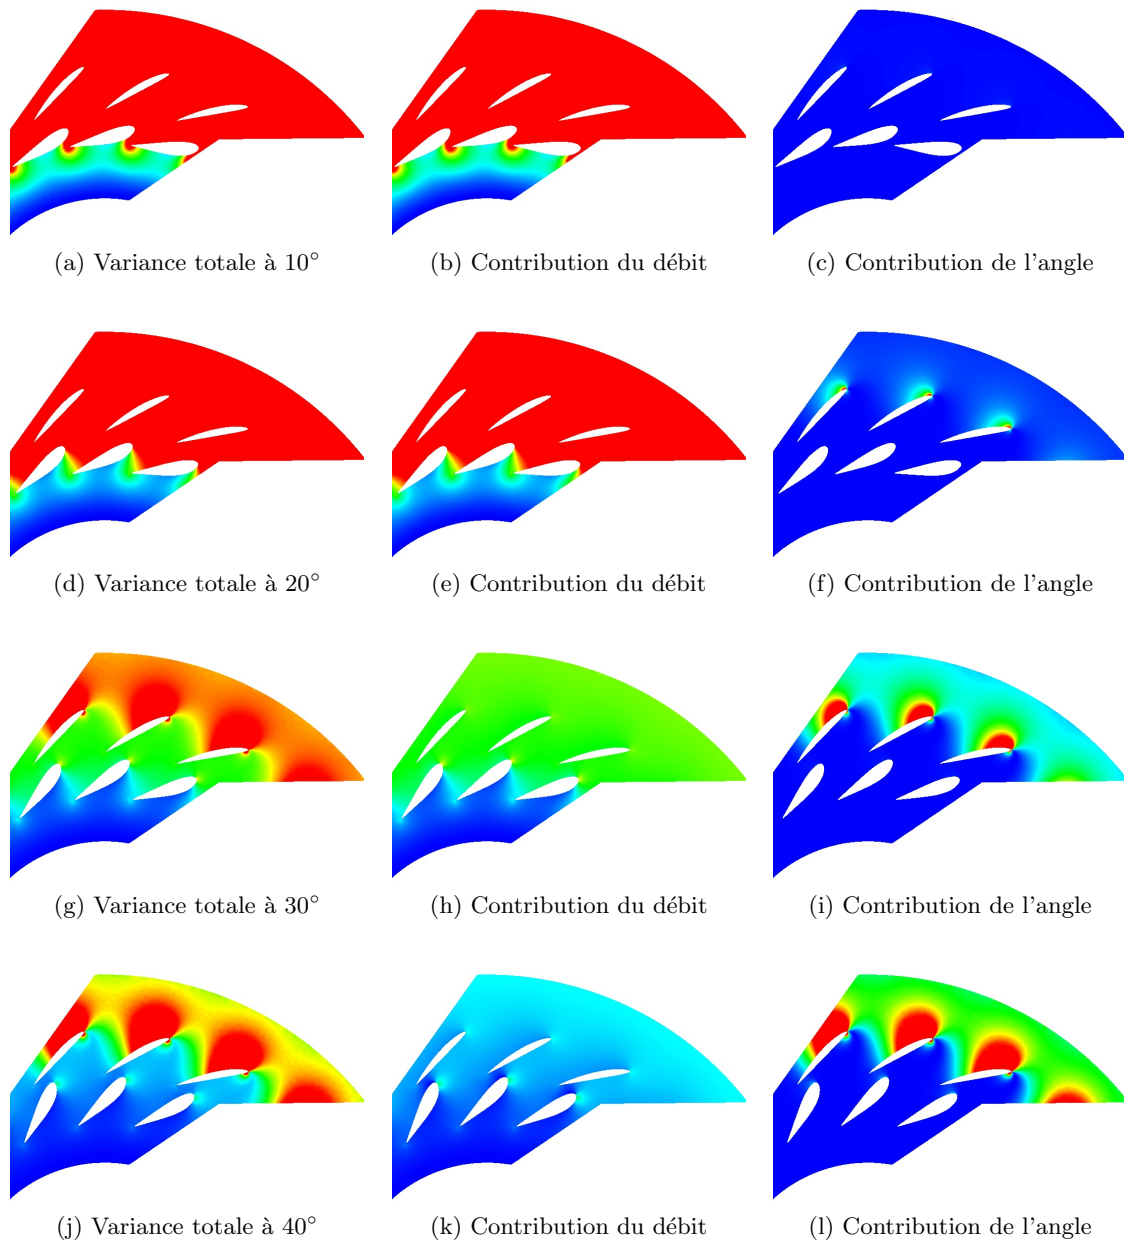 (a) Variance totale à 10°
(b) Contribution du débit
(c) Contribution de l'angle
(d) Variance totale à 20°
(e) Contribution du débit
(f) Contribution de l'angle
(g) Variance totale à 30°
(h) Contribution du débit
(i) Contribution de l'angle
(j) Variance totale à 40°
(k) Contribution du débit
(l) Contribution de l'angle